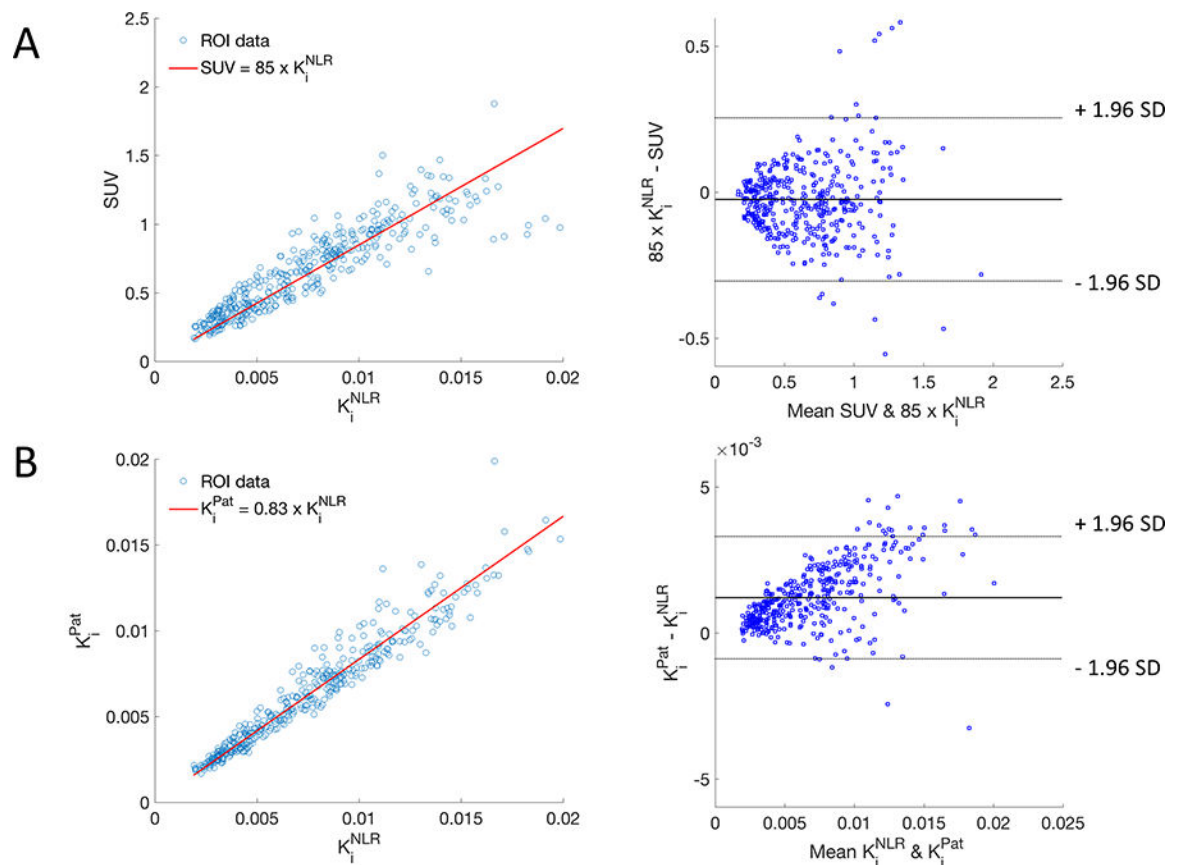 A
2.5
2
1.5
1
0.5
0
SUV
ROI data
SUV = 85 x K_i^NLR
0
0.005
0.01
0.015
0.02
K_i^NLR
0.5
0
-0.5
85 x K_i^NLR - SUV
+ 1.96 SD
- 1.96 SD
0
0.5
1
1.5
2
2.5
Mean SUV & 85 x K_i^NLR
B
0.02
0.015
0.01
0.005
0
K_i^Pat
ROI data
K_i^Pat = 0.83 x K_i^NLR
0
0.005
0.01
0.015
0.02
K_i^NLR
×10^-3
5
0
-5
K_i^Pat - K_i^NLR
+ 1.96 SD
- 1.96 SD
0
0.005
0.01
0.015
0.02
0.025
Mean K_i^NLR & K_i^Pat